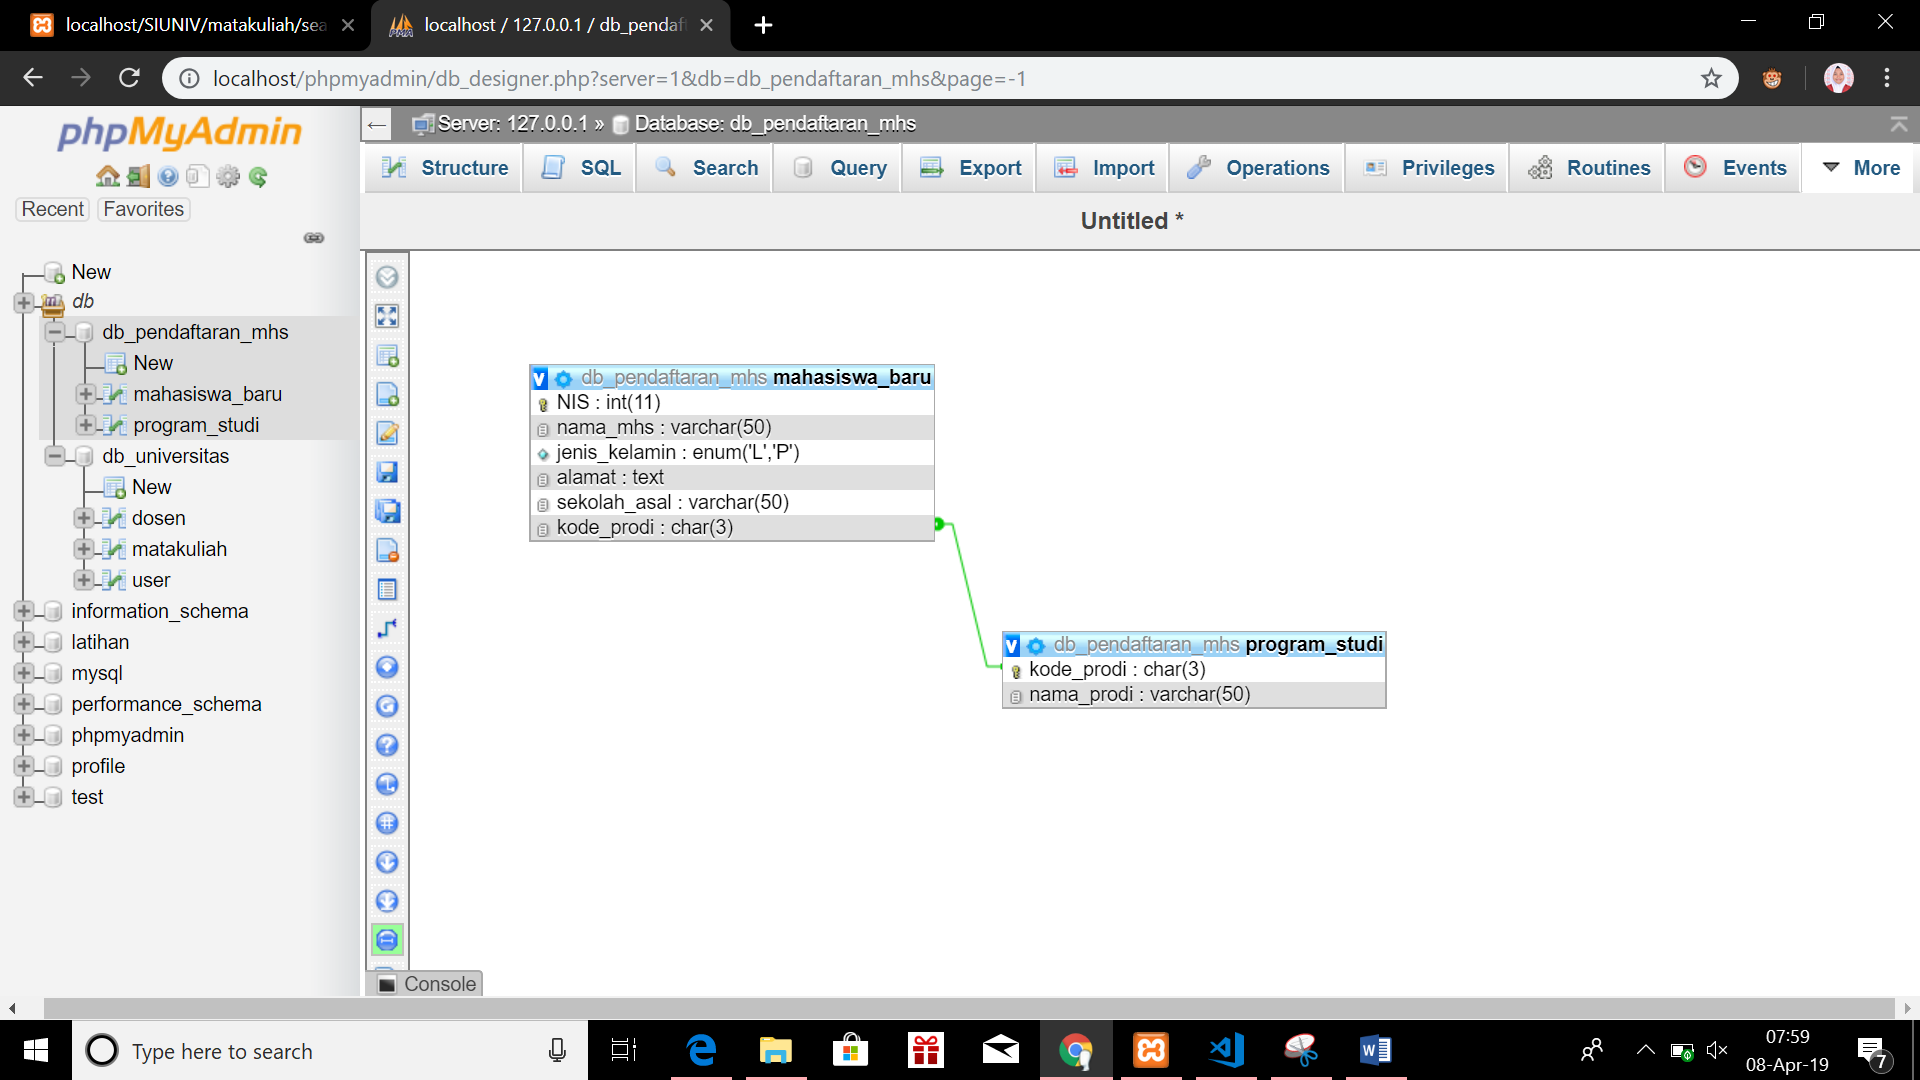 localhost/SIUNIV/matakuliah/sea
localhost / 127.0.0.1 / db_pendaf
localhost/phpmyadmin/db_designer.php?server=1&db=db_pendaftaran_mhs&page=-1
phpMyAdmin
Recent Favorites
New
db
db_pendaftaran_mhs
New
mahasiswa_baru
program_studi
db_universitas
New
dosen
matakuliah
user
information_schema
latihan
mysql
performance_schema
phpmyadmin
profile
test
Server: 127.0.0.1 » Database: db_pendaftaran_mhs
Structure SQL Search Query Export Import Operations Privileges Routines Events More
Untitled *
db_pendaftaran_mhs mahasiswa_baru
NIS : int(11)
nama_mhs : varchar(50)
jenis_kelamin : enum('L','P')
alamat : text
sekolah_asal : varchar(50)
kode_prodi : char(3)
db_pendaftaran_mhs program_studi
kode_prodi : char(3)
nama_prodi : varchar(50)
Console
Type here to search
07:59
08-Apr-19
7